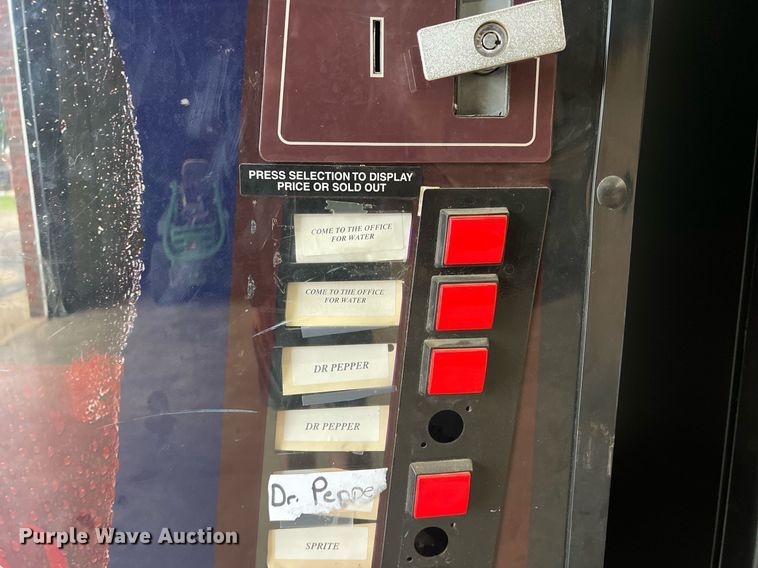 PRESS SELECTION TO DISPLAY
PRICE OR SOLD OUT
COME TO THE OFFICE
FOR WATER
COME TO THE OFFICE
FOR WATER
DR PEPPER
DR PEPPER
Dr. Peppe
SPRITE
Purple Wave Auction